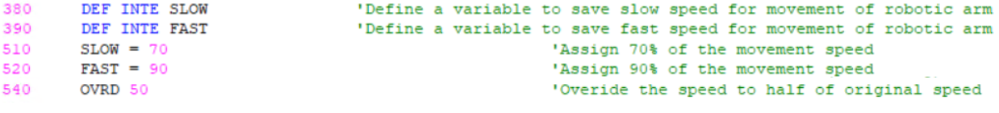 380 DEF INTE SLOW 'Define a variable to save slow speed for movement of robotic arm
390 DEF INTE FAST 'Define a variable to save fast speed for movement of robotic arm
510 SLOW = 70 'Assign 70% of the movement speed
520 FAST = 90 'Assign 90% of the movement speed
540 OVRD 50 'Overide the speed to half of original speed